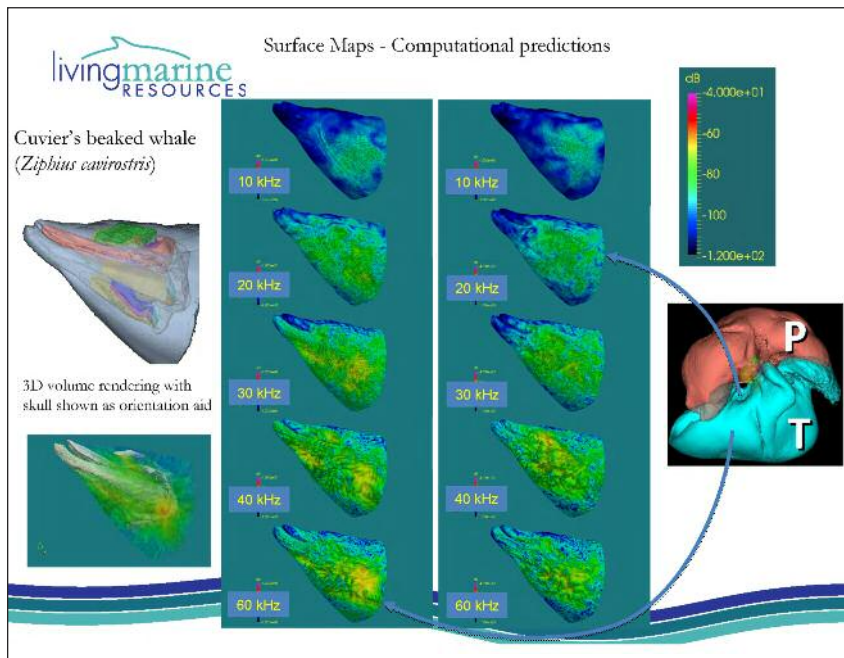 Surface Maps - Computational predictions
livingmarine
RESOURCES
Cuvier's beaked whale
(Ziphius cavirostris)
3D volume rendering with
skull shown as orientation aid
10 kHz
20 kHz
30 kHz
40 kHz
60 kHz
10 kHz
20 kHz
30 kHz
40 kHz
60 kHz
dB
-4.000e+01
-60
-80
-100
-1.200e+02
P
T